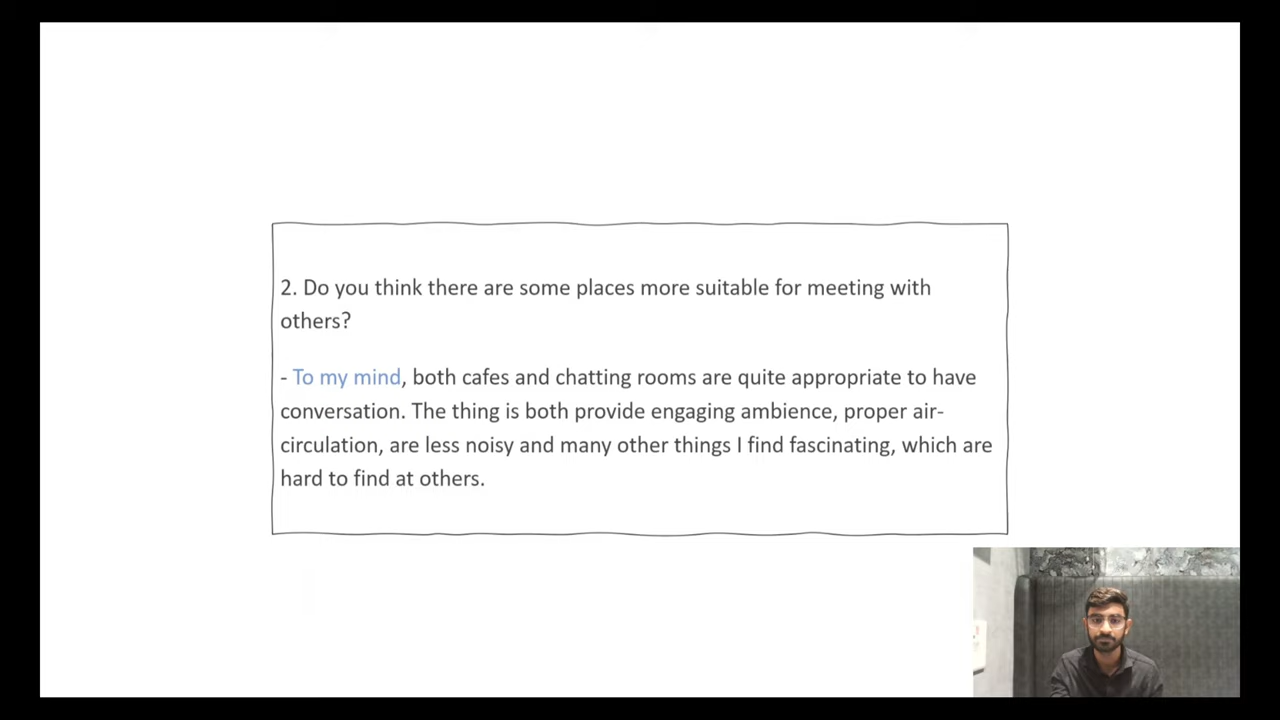 2. Do you think there are some places more suitable for meeting with
others?
- To my mind, both cafes and chatting rooms are quite appropriate to have
conversation. The thing is both provide engaging ambience, proper air-
circulation, are less noisy and many other things I find fascinating, which are
hard to find at others.